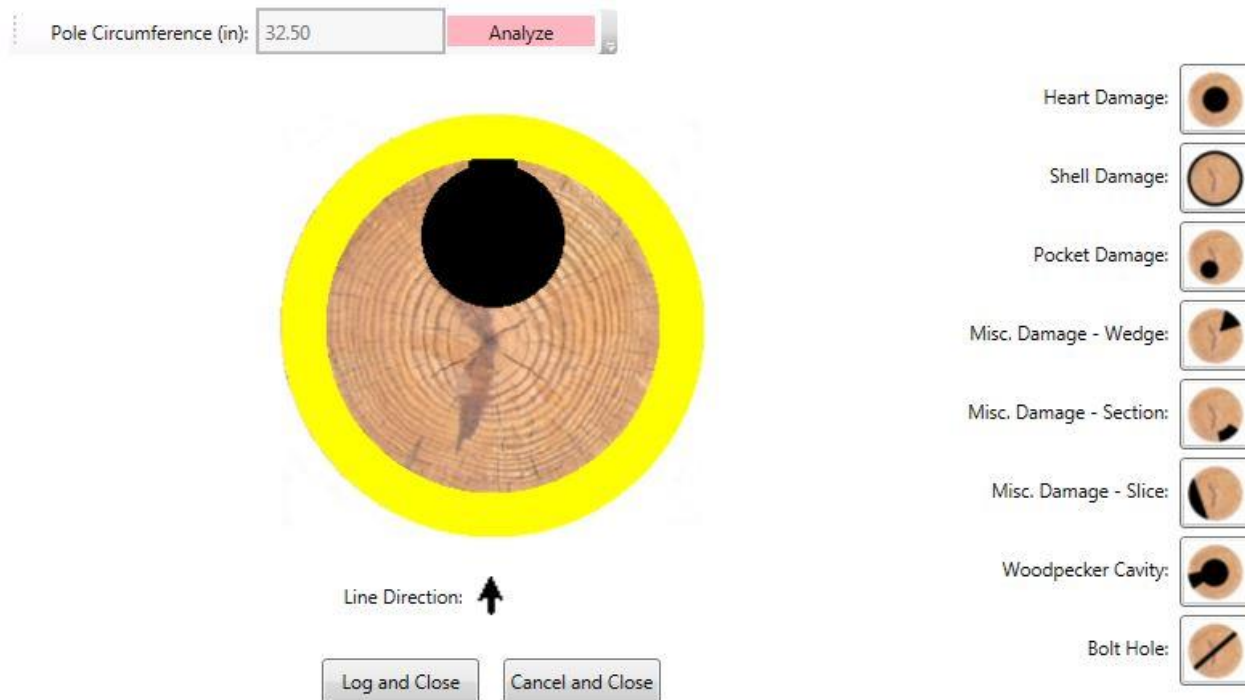 Pole Circumference (in): 32.50 Analyze
Heart Damage:
Shell Damage:
Pocket Damage:
Misc. Damage - Wedge:
Misc. Damage - Section:
Misc. Damage - Slice:
Woodpecker Cavity:
Bolt Hole:
Line Direction:
Log and Close Cancel and Close